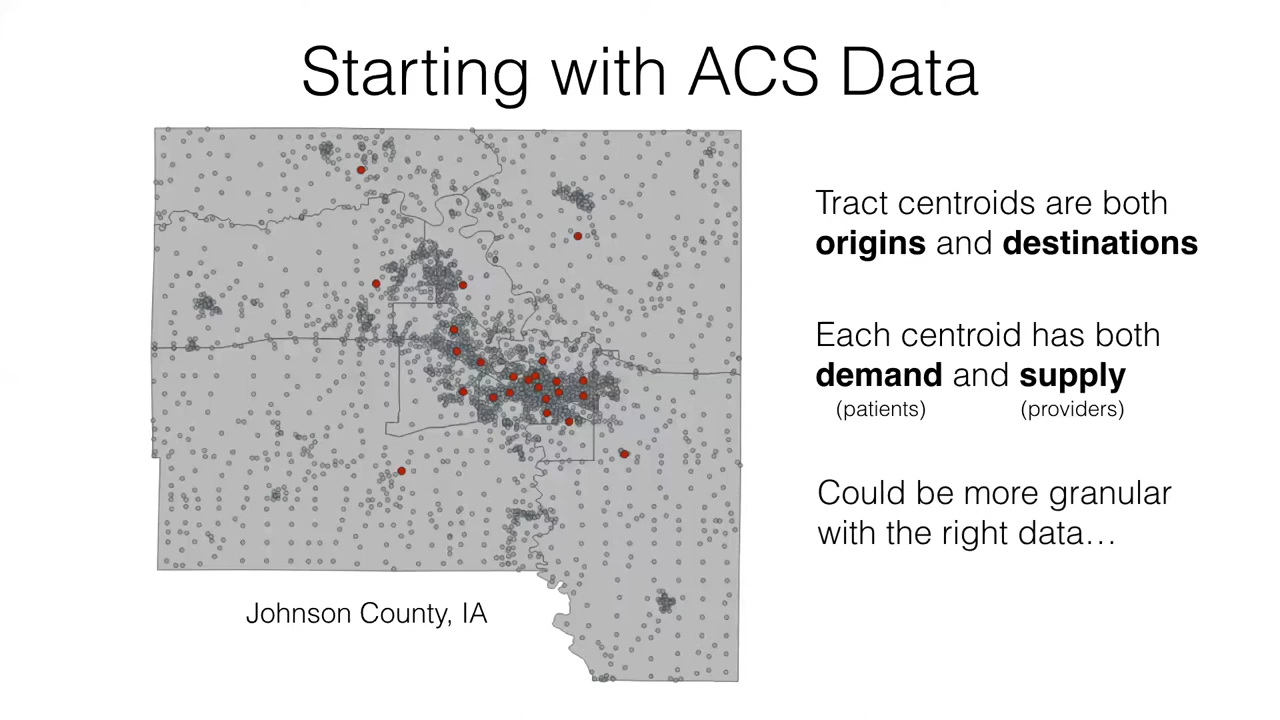 Starting with ACS Data
Tract centroids are both
origins and destinations
Each centroid has both
demand and supply
(patients) (providers)
Could be more granular
with the right data…
Johnson County, IA